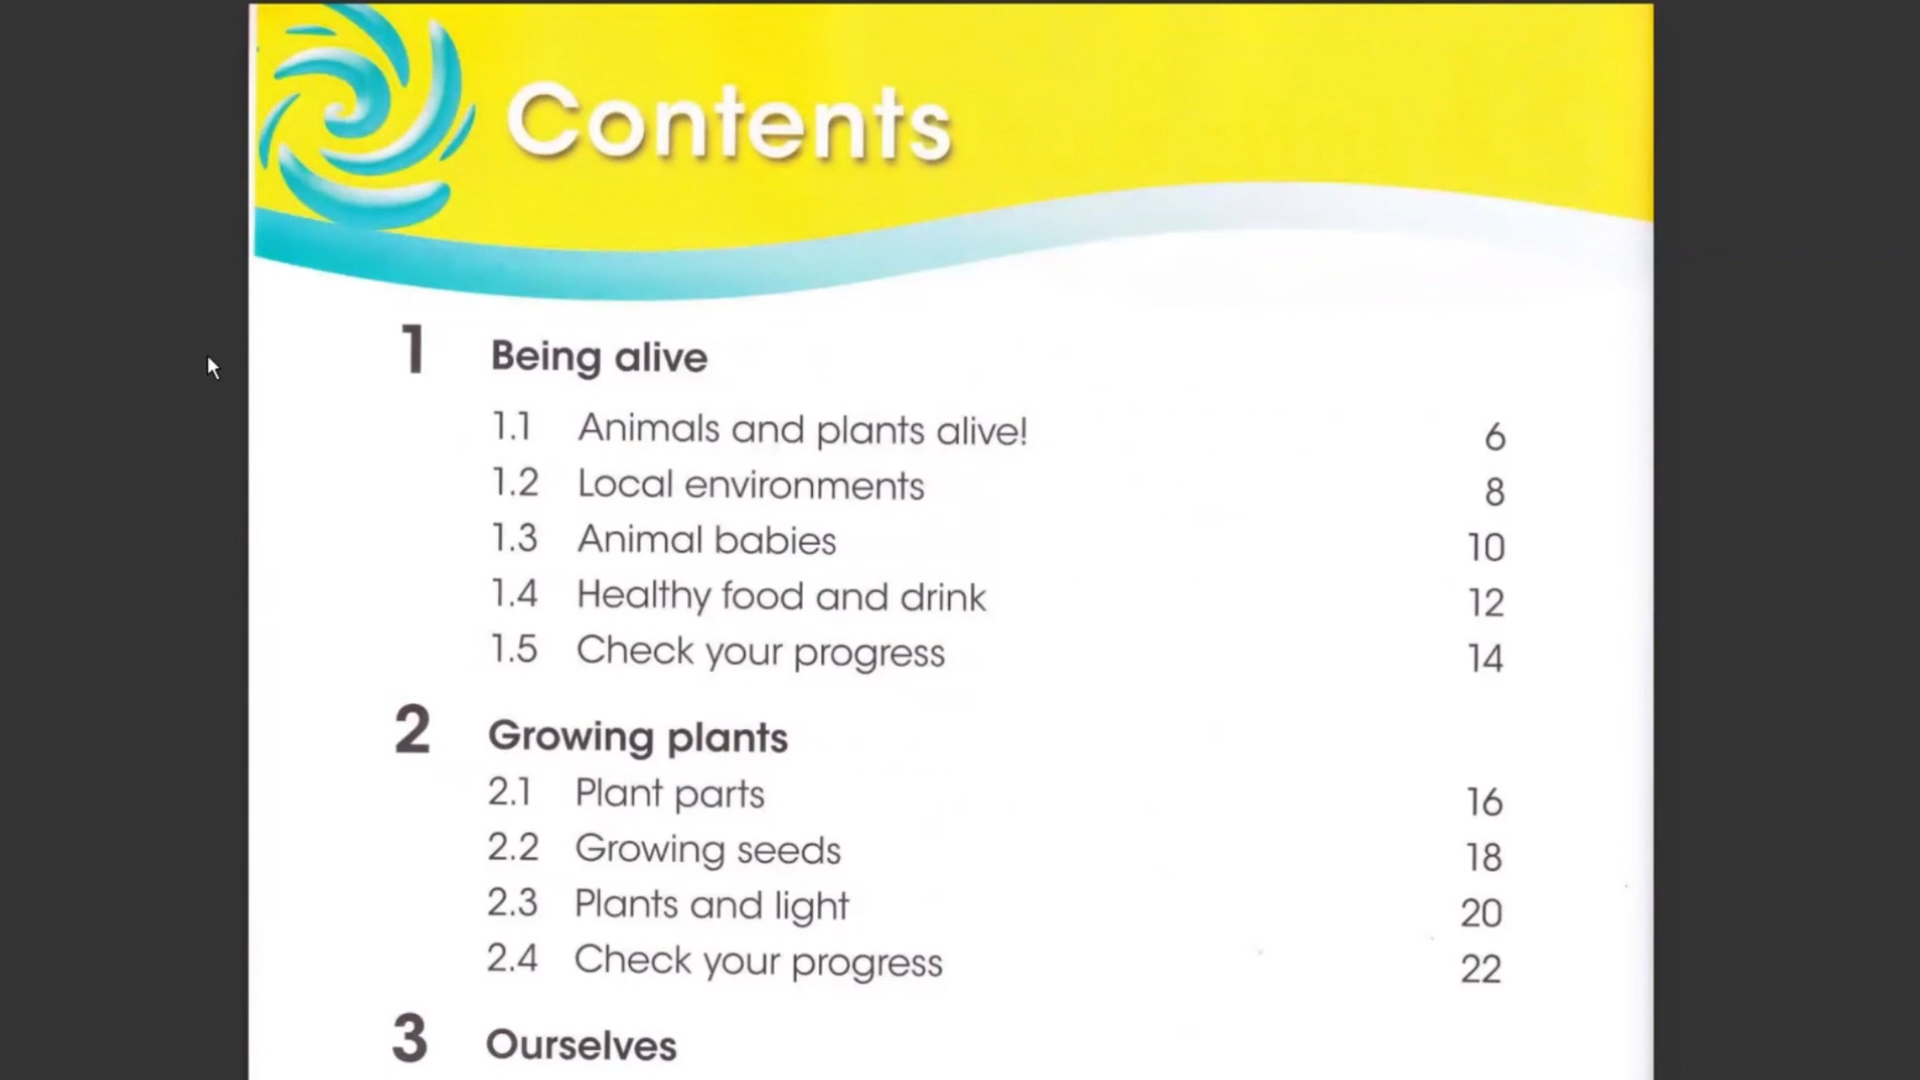 Contents
1 Being alive
1.1 Animals and plants alive! 6
1.2 Local environments 8
1.3 Animal babies 10
1.4 Healthy food and drink 12
1.5 Check your progress 14
2 Growing plants
2.1 Plant parts 16
2.2 Growing seeds 18
2.3 Plants and light 20
2.4 Check your progress 22
3 Ourselves